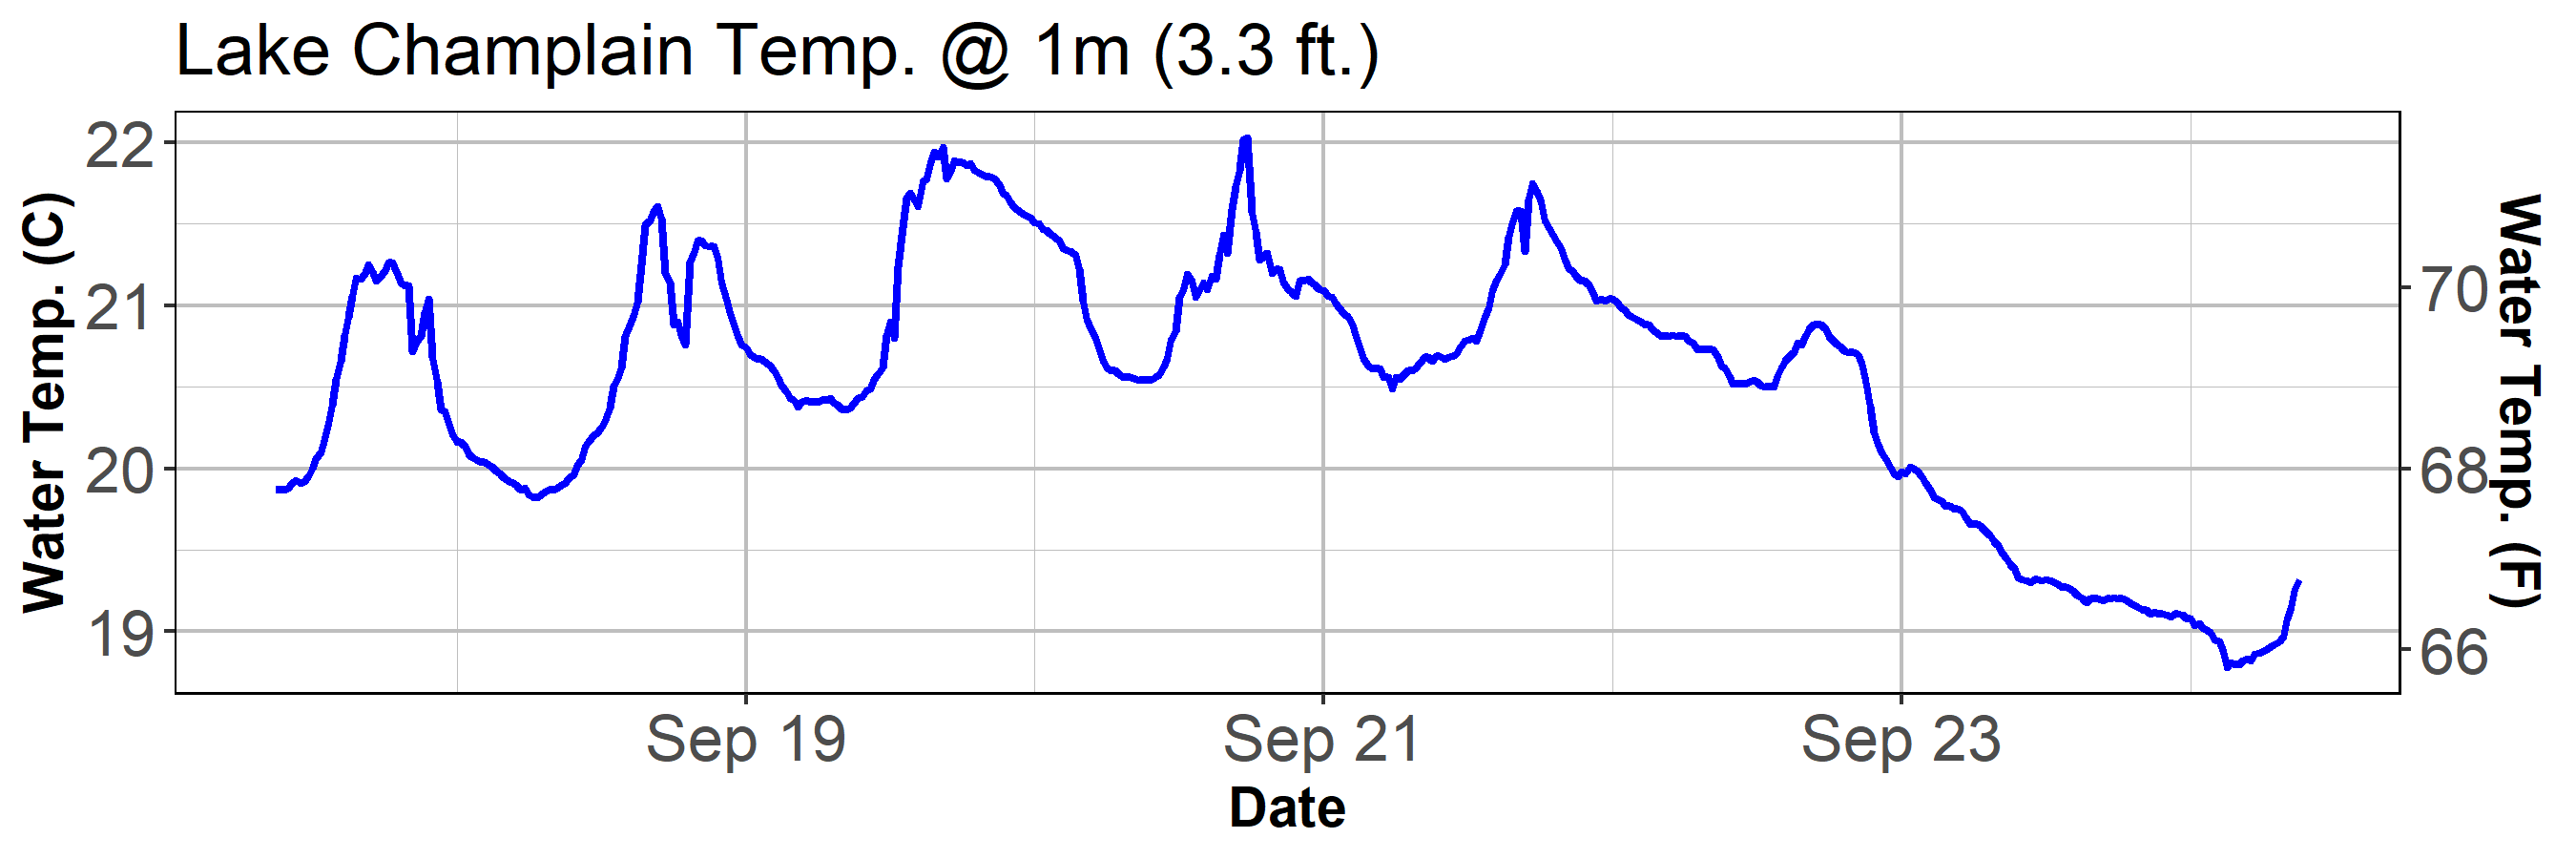 Lake Champlain Temp. @ 1m (3.3 ft.)
Water Temp. (C)
22
21
20
19
70
68
66
Water Temp. (F)
Sep 19
Sep 21
Sep 23
Date